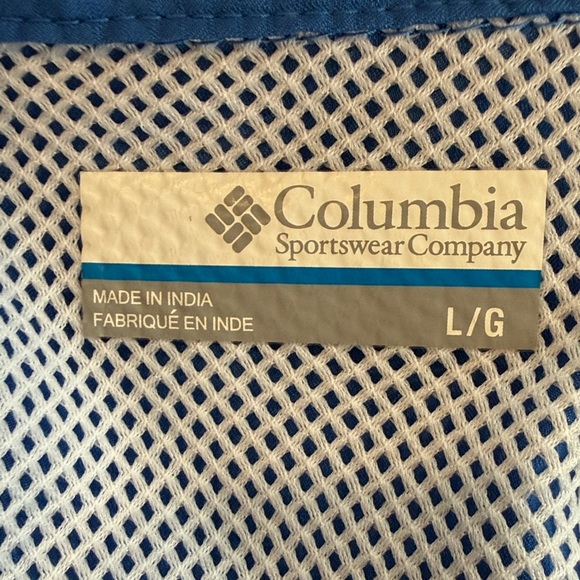 Columbia
Sportswear Company
MADE IN INDIA
FABRIQUÉ EN INDE
L/G